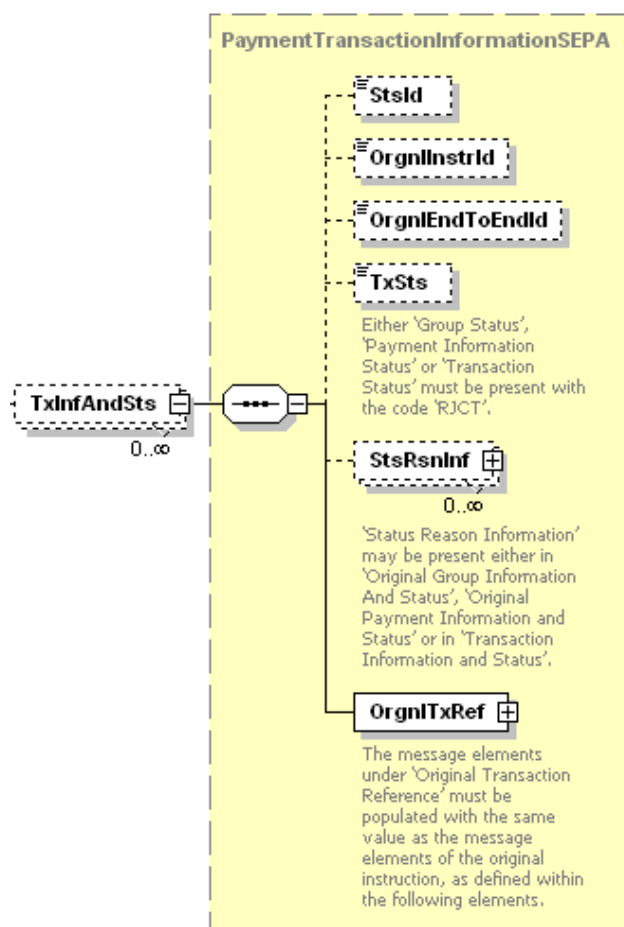 PaymentTransactionInformationSEPA
StsId
OrgnlInstrId
OrgnlEndToEndId
TxSts
Either 'Group Status',
'Payment Information
Status' or 'Transaction
Status' must be present with
the code 'RJCT'.
TxInfAndSts
0..∞
StsRsnInf
0..∞
'Status Reason Information'
may be present either in
'Original Group Information
And Status', 'Original
Payment Information and
Status' or in 'Transaction
Information and Status'.
OrgnlTxRef
The message elements
under 'Original Transaction
Reference' must be
populated with the same
value as the message
elements of the original
instruction, as defined within
the following elements.